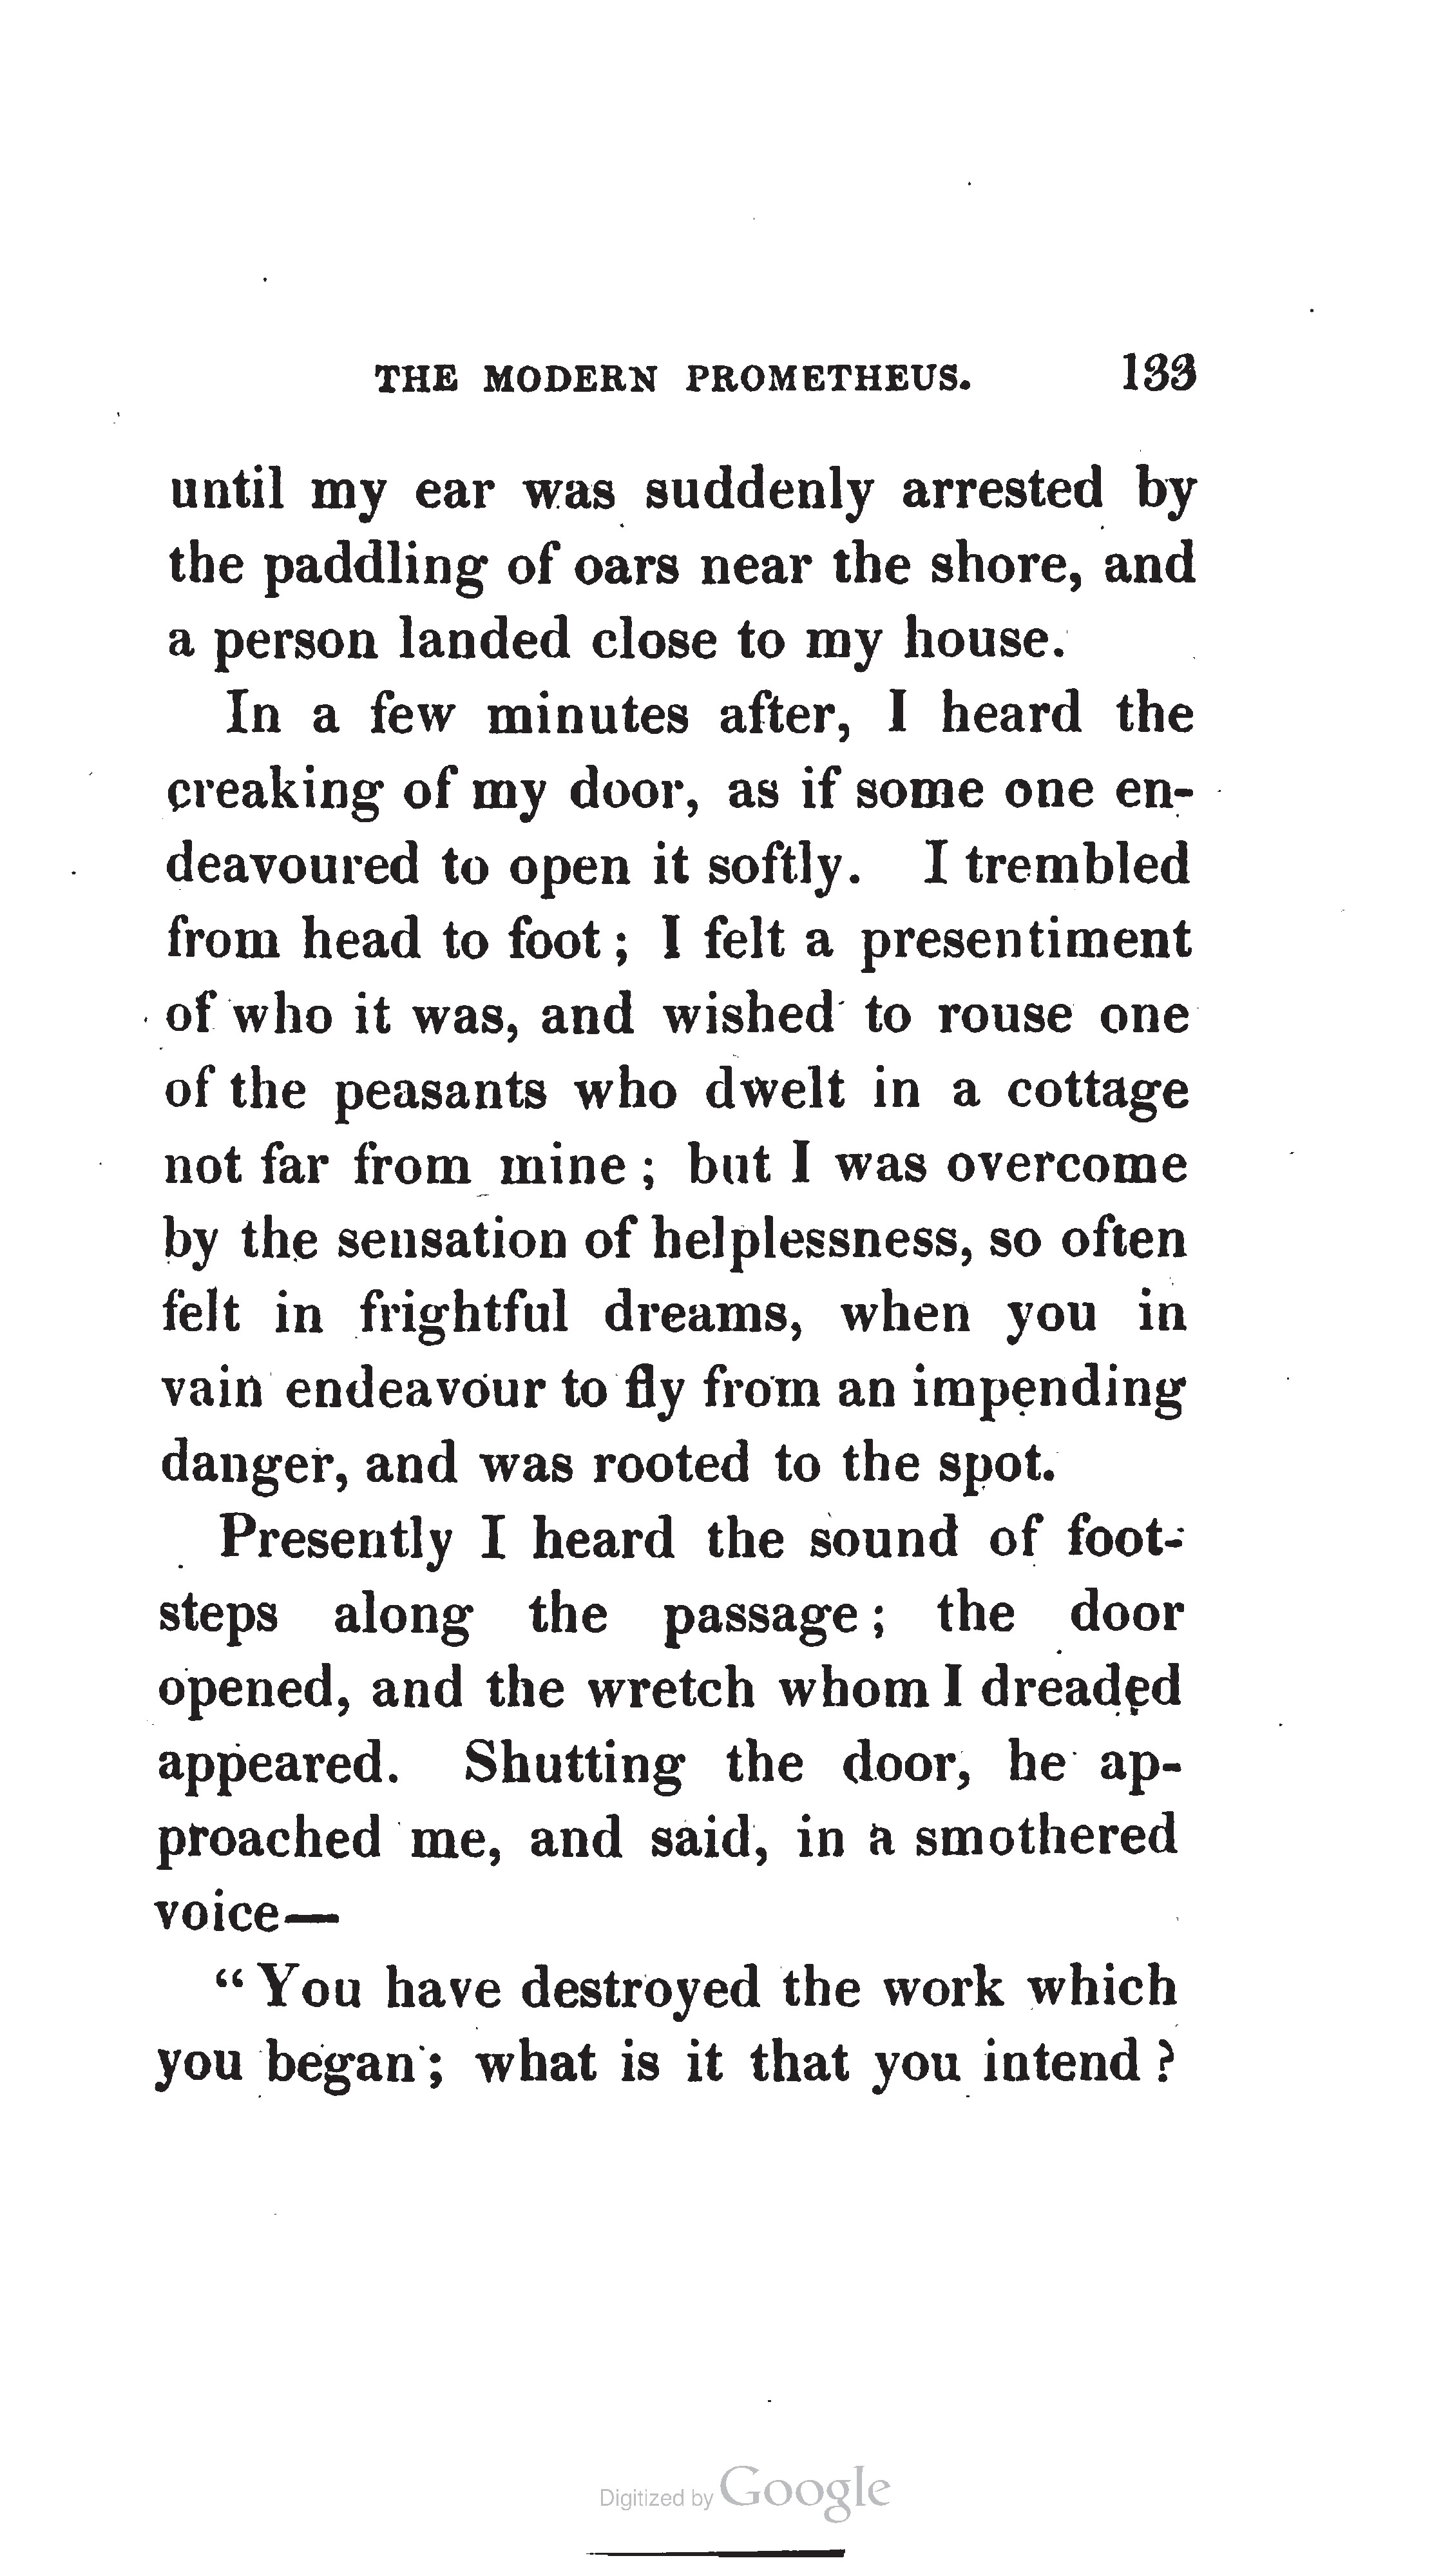 THE MODERN PROMETHEUS. 133
until my ear was suddenly arrested by
the paddling of oars near the shore, and
a person landed close to my house.
In a few minutes after, I heard the
creaking of my door, as if some one en-
deavoured to open it softly. I trembled
from head to foot; I felt a presentiment
of who it was, and wished to rouse one
of the peasants who dwelt in a cottage
not far from mine; but I was overcome
by the sensation of helplessness, so often
felt in frightful dreams, when you in
vain endeavour to fly from an impending
danger, and was rooted to the spot.
Presently I heard the sound of foot-
steps along the passage; the door
opened, and the wretch whom I dreaded
appeared. Shutting the door, he ap-
proached me, and said, in a smothered
voice—
“You have destroyed the work which
you began; what is it that you intend?
Digitized by Google